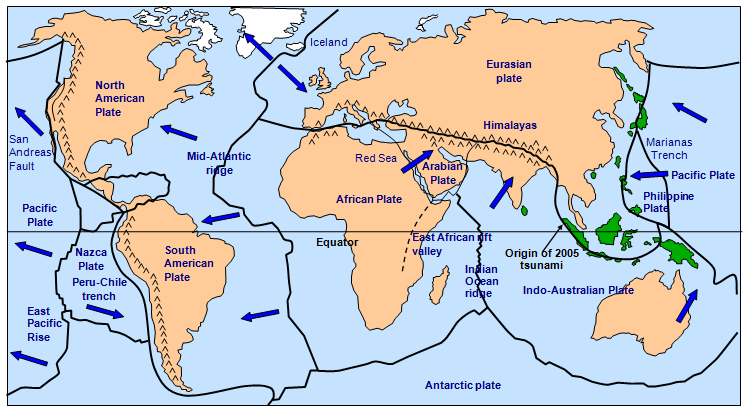 Iceland
Eurasian
plate
North
American
Plate
Himalayas
San
Andreas
Fault
Mid-Atlantic
ridge
Red Sea
Arabian
Plate
Marianas
Trench
Pacific Plate
African Plate
Philippine
Plate
Pacific
Plate
Nazca
Plate
South
American
Plate
Equator
East African rift
valley
Origin of 2005
tsunami
Peru-Chile
trench
Indian
Ocean
ridge
Indo-Australian Plate
East
Pacific
Rise
Antarctic plate